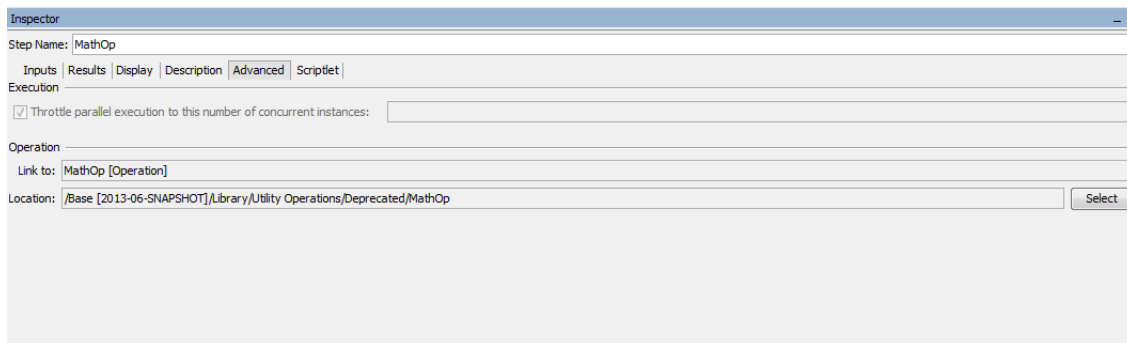 Inspector
Step Name: MathOp
Inputs Results Display Description Advanced Scriptlet
Execution
Throttle parallel execution to this number of concurrent instances:
Operation
Link to: MathOp [Operation]
Location: /Base [2013-06-SNAPSHOT]/Library/Utility Operations/Deprecated/MathOp Select